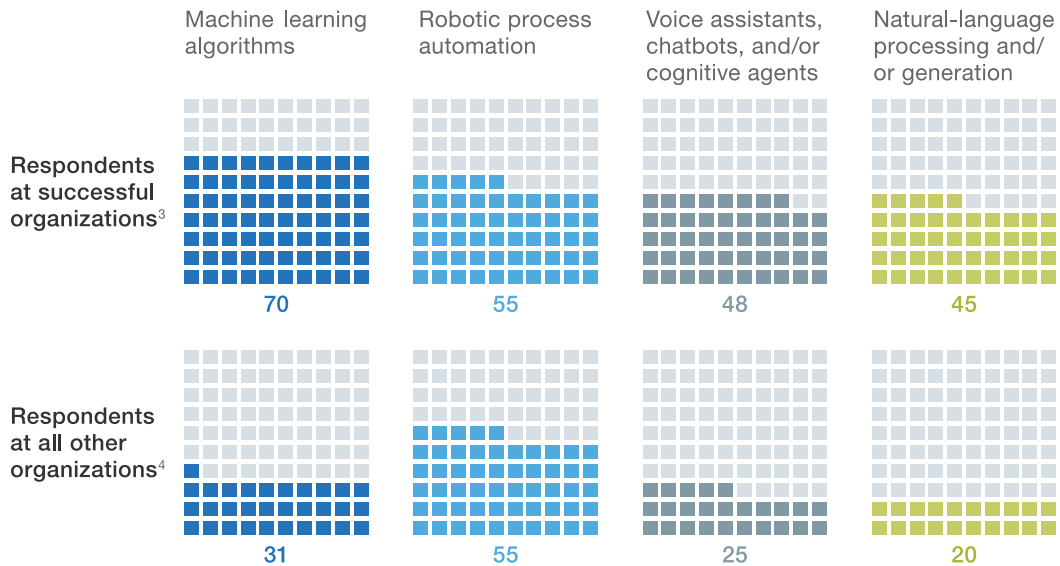 Machine learning
algorithms
Robotic process
automation
Voice assistants,
chatbots, and/or
cognitive agents
Natural-language
processing and/
or generation
Respondents
at successful
organizations³
70
55
48
45
Respondents
at all other
organizations⁴
31
55
25
20